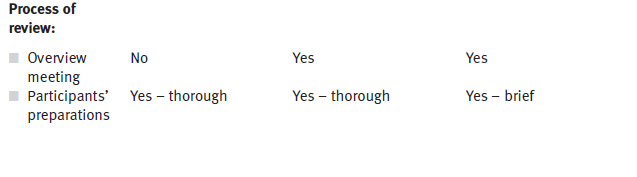 Process of
review:
Overview No Yes Yes
meeting
Participants’ Yes – thorough Yes – thorough Yes – brief
preparations